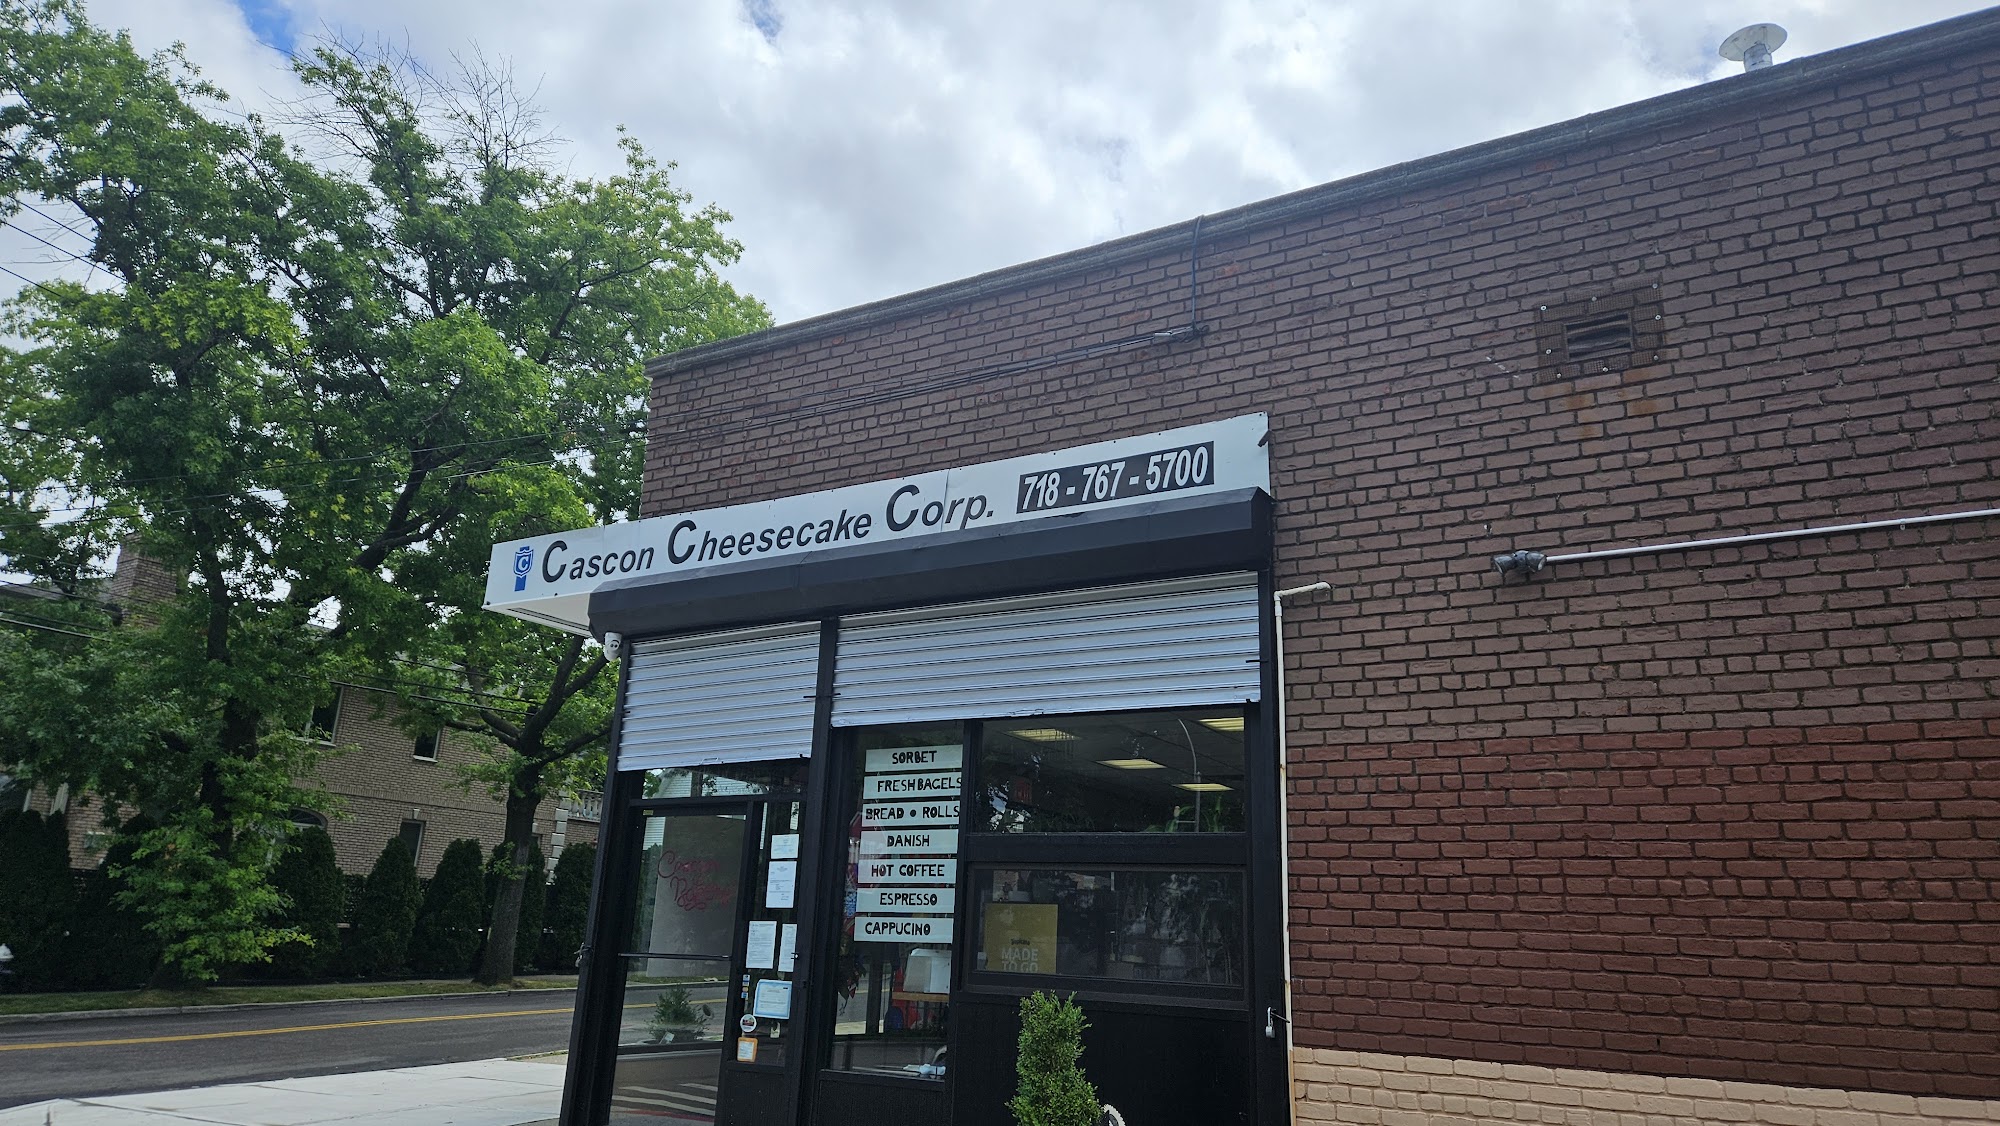 C Cascon Cheesecake Corp. 718-767-5700
SORBET
FRESH BAGELS
BREAD • ROLLS
DANISH
HOT COFFEE
ESPRESSO
CAPPUCINO
MADE
TO GO